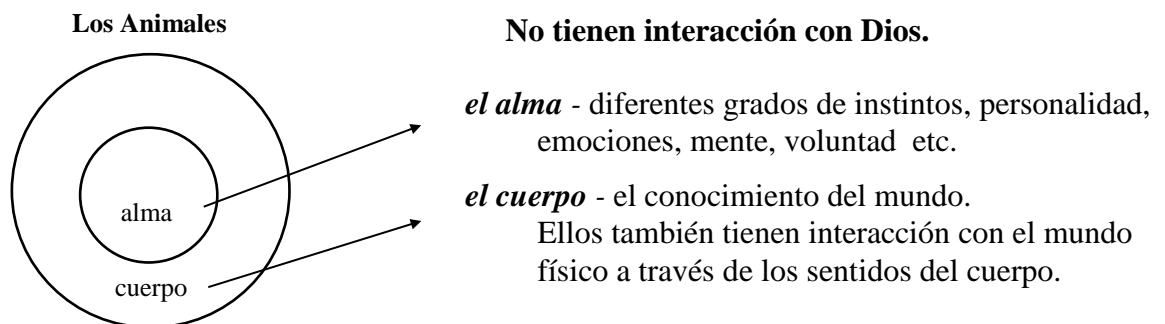 Los Animales
No tienen interacción con Dios.
el alma - diferentes grados de instintos, personalidad,
emociones, mente, voluntad etc.
el cuerpo - el conocimiento del mundo.
Ellos también tienen interacción con el mundo
físico a través de los sentidos del cuerpo.
alma
cuerpo